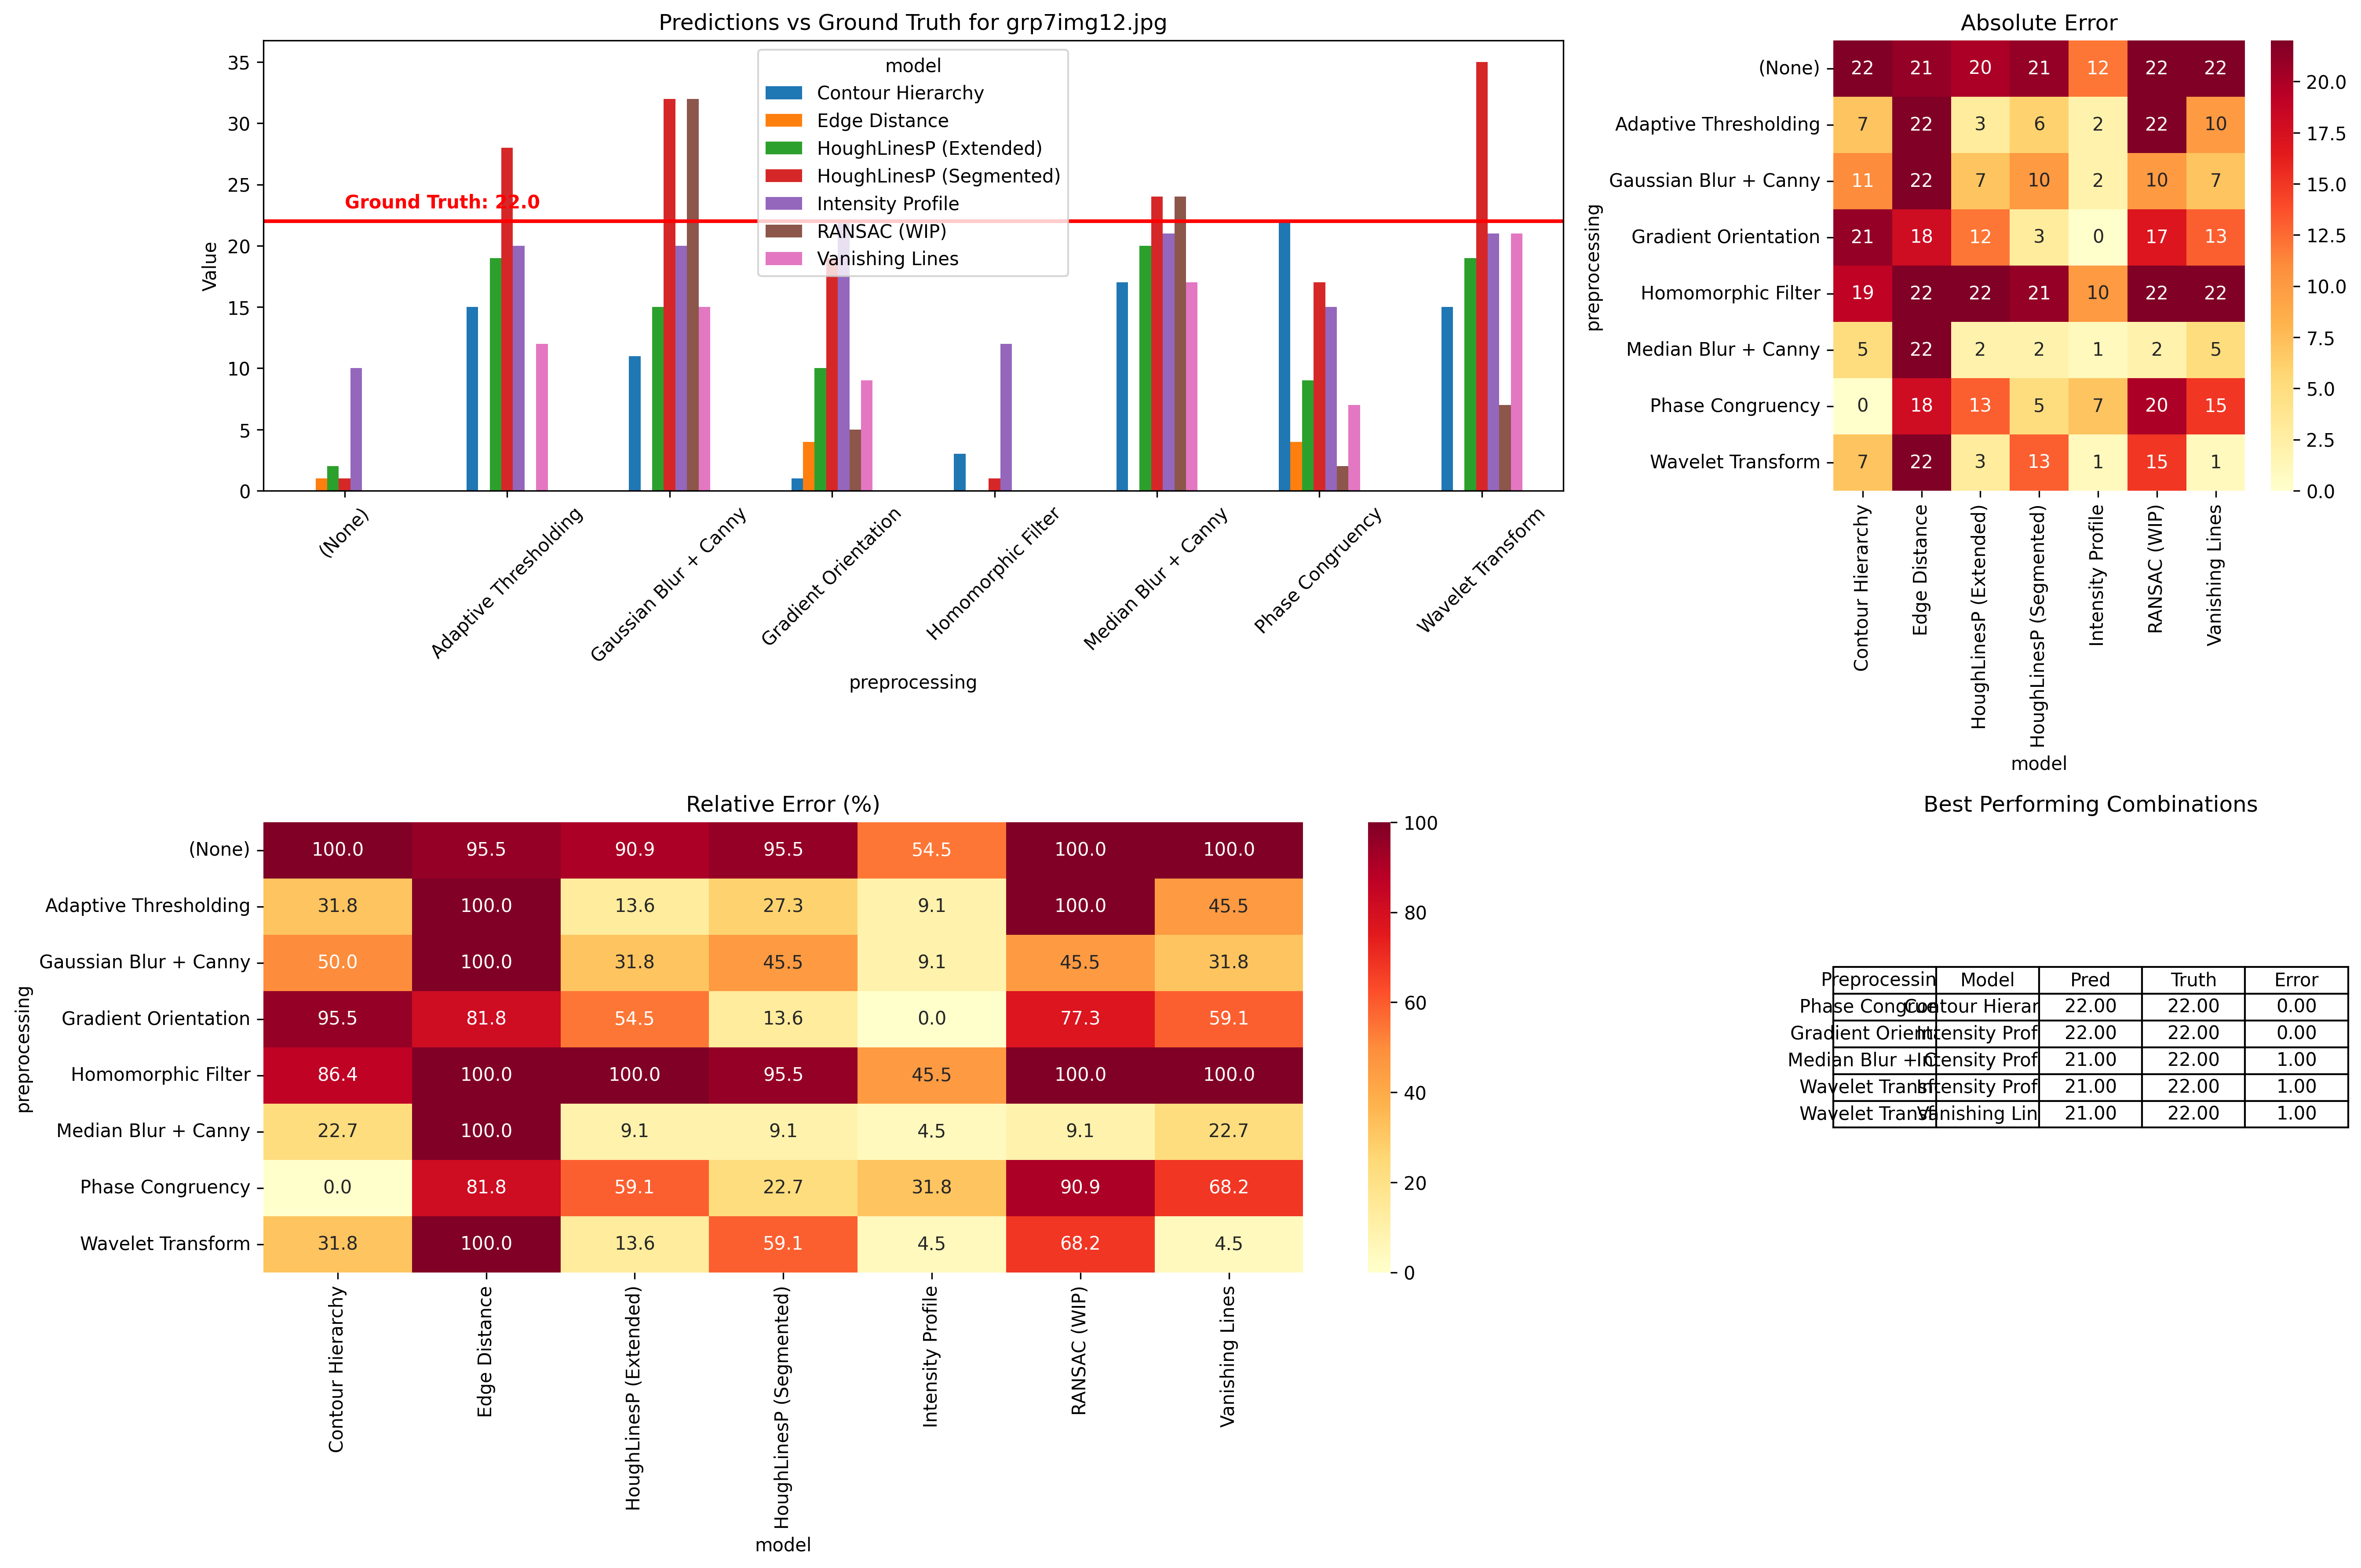 Predictions vs Ground Truth for grp7img12.jpg
Value
35
30
25
20
15
10
5
0
Ground Truth: 22.0
model
Contour Hierarchy
Edge Distance
HoughLinesP (Extended)
HoughLinesP (Segmented)
Intensity Profile
RANSAC (WIP)
Vanishing Lines
(None)
Adaptive Thresholding
Gaussian Blur + Canny
Gradient Orientation
Homomorphic Filter
Median Blur + Canny
Phase Congruency
Wavelet Transform
preprocessing
Absolute Error
preprocessing
(None) 22 21 20 21 12 22 22
Adaptive Thresholding 7 22 3 6 2 22 10
Gaussian Blur + Canny 11 22 7 10 2 10 7
Gradient Orientation 21 18 12 3 0 17 13
Homomorphic Filter 19 22 22 21 10 22 22
Median Blur + Canny 5 22 2 2 1 2 5
Phase Congruency 0 18 13 5 7 20 15
Wavelet Transform 7 22 3 13 1 15 1
Contour Hierarchy
Edge Distance
HoughLinesP (Extended)
HoughLinesP (Segmented)
Intensity Profile
RANSAC (WIP)
Vanishing Lines
model
20.0
17.5
15.0
12.5
10.0
7.5
5.0
2.5
0.0
Relative Error (%)
preprocessing
(None) 100.0 95.5 90.9 95.5 54.5 100.0 100.0
Adaptive Thresholding 31.8 100.0 13.6 27.3 9.1 100.0 45.5
Gaussian Blur + Canny 50.0 100.0 31.8 45.5 9.1 45.5 31.8
Gradient Orientation 95.5 81.8 54.5 13.6 0.0 77.3 59.1
Homomorphic Filter 86.4 100.0 100.0 95.5 45.5 100.0 100.0
Median Blur + Canny 22.7 100.0 9.1 9.1 4.5 9.1 22.7
Phase Congruency 0.0 81.8 59.1 22.7 31.8 90.9 68.2
Wavelet Transform 31.8 100.0 13.6 59.1 4.5 68.2 4.5
Contour Hierarchy
Edge Distance
HoughLinesP (Extended)
HoughLinesP (Segmented)
Intensity Profile
RANSAC (WIP)
Vanishing Lines
model
100
80
60
40
20
0
Best Performing Combinations
Preprocessin Model Pred Truth Error
Phase Hierar 22.00 22.00 0.00
Gradient Prof 22.00 22.00 0.00
Median Blur + Prof 21.00 22.00 1.00
Wavelet Prof 21.00 22.00 1.00
Wavelet Lin 21.00 22.00 1.00